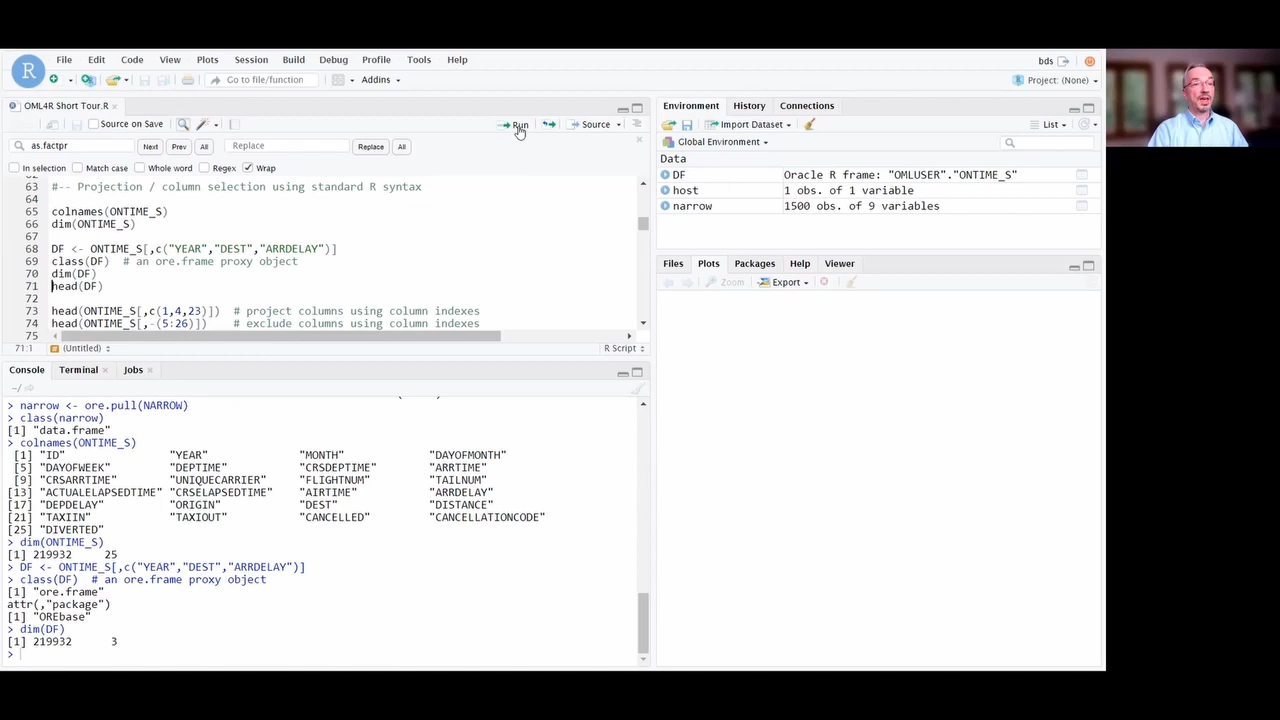 R
File Edit Code View Plots Session Build Debug Profile Tools Help
bds
Go to file/function
Addins
Project: (None)
OML4R Short Tour.R
Source on Save
Run
Source
as.factpr
Next
Prev
All
Replace
Replace
All
In selection
Match case
Whole word
Regex
Wrap
63 #-- Projection / column selection using standard R syntax
64
65 colnames(ONTIME_S)
66 dim(ONTIME_S)
67
68 DF <- ONTIME_S[,c("YEAR","DEST","ARRDELAY")]
69 class(DF)  # an ore.frame proxy object
70 dim(DF)
71 head(DF)
72
73 head(ONTIME_S[,c(1,4,23)])  # project columns using column indexes
74 head(ONTIME_S[,-(5:26)])    # exclude columns using column indexes
75
71:1
(Untitled)
R Script
Console
Terminal
Jobs
~/
> narrow <- ore.pull(NARROW)
> class(narrow)
[1] "data.frame"
> colnames(ONTIME_S)
[1] "ID" "YEAR" "MONTH" "DAYOFMONTH"
[5] "DAYOFWEEK" "DEPTIME" "CRSDEPTIME" "ARRTIME"
[9] "CRSARRTIME" "UNIQUECARRIER" "FLIGHTNUM" "TAILNUM"
[13] "ACTUALELAPSEDTIME" "CRSELAPSEDTIME" "AIRTIME" "ARRDELAY"
[17] "DEPDELAY" "ORIGIN" "DEST" "DISTANCE"
[21] "TAXIIN" "TAXIOUT" "CANCELLED" "CANCELLATIONCODE"
[25] "DIVERTED"
> dim(ONTIME_S)
[1] 219932     25
> DF <- ONTIME_S[,c("YEAR","DEST","ARRDELAY")]
> class(DF)  # an ore.frame proxy object
[1] "ore.frame"
attr(,"package")
[1] "OREbase"
> dim(DF)
[1] 219932      3
>
Environment
History
Connections
Import Dataset
List
Global Environment
Data
DF Oracle R frame: "OMLUSER"."ONTIME_S"
host 1 obs. of 1 variable
narrow 1500 obs. of 9 variables
Files
Plots
Packages
Help
Viewer
Zoom
Export